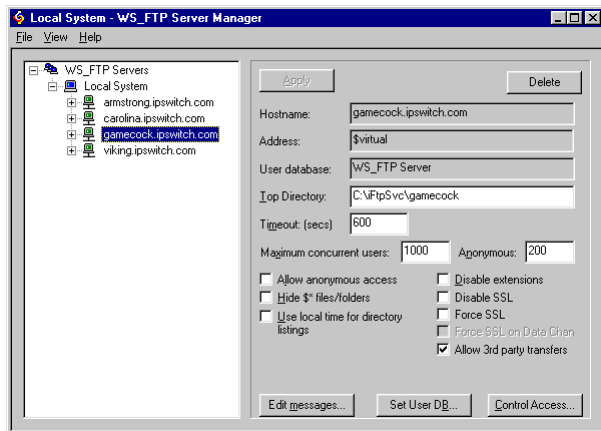 Local System - WS_FTP Server Manager
File View Help
WS_FTP Servers
Local System
armstrong.ipswitch.com
carolina.ipswitch.com
gamecock.ipswitch.com
viking.ipswitch.com
Apply Delete
Hostname: gamecock.ipswitch.com
Address: $virtual
User database: WS_FTP Server
Top Directory: C:\iFtpSvc\gamecock
Timeout: (secs) 600
Maximum concurrent users: 1000 Anonymous: 200
Allow anonymous access Disable extensions
Hide $* files/folders Disable SSL
Use local time for directory Force SSL
listings Force SSL on Data Chan
Allow 3rd party transfers
Edit messages... Set User DB... Control Access...